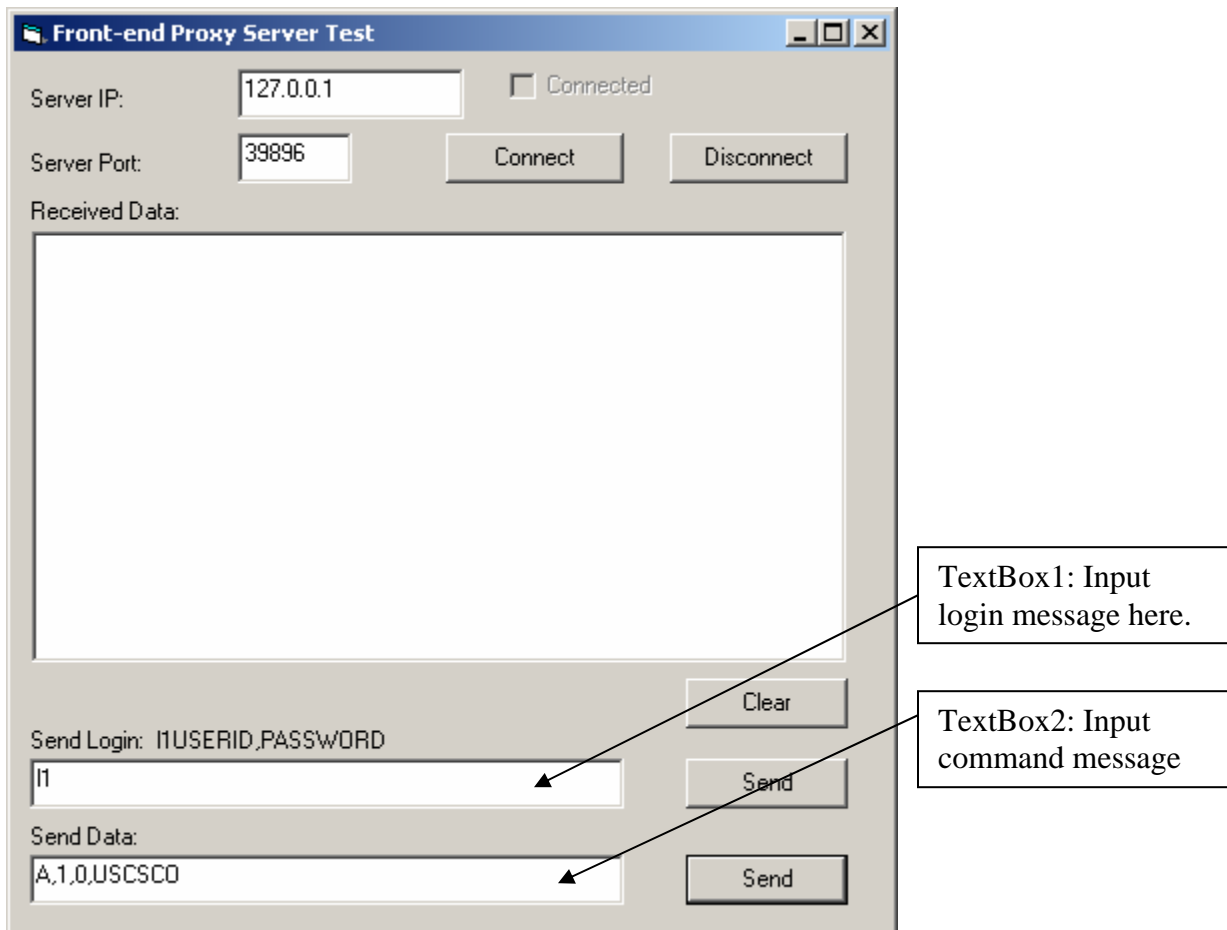 Front-end Proxy Server Test
Server IP: 127.0.0.1 Connected
Server Port: 39896 Connect Disconnect
Received Data:
Clear
Send Login: I1USERID,PASSWORD
I1 Send
Send Data:
A,1,0,USCSCO Send
TextBox1: Input
login message here.
TextBox2: Input
command message